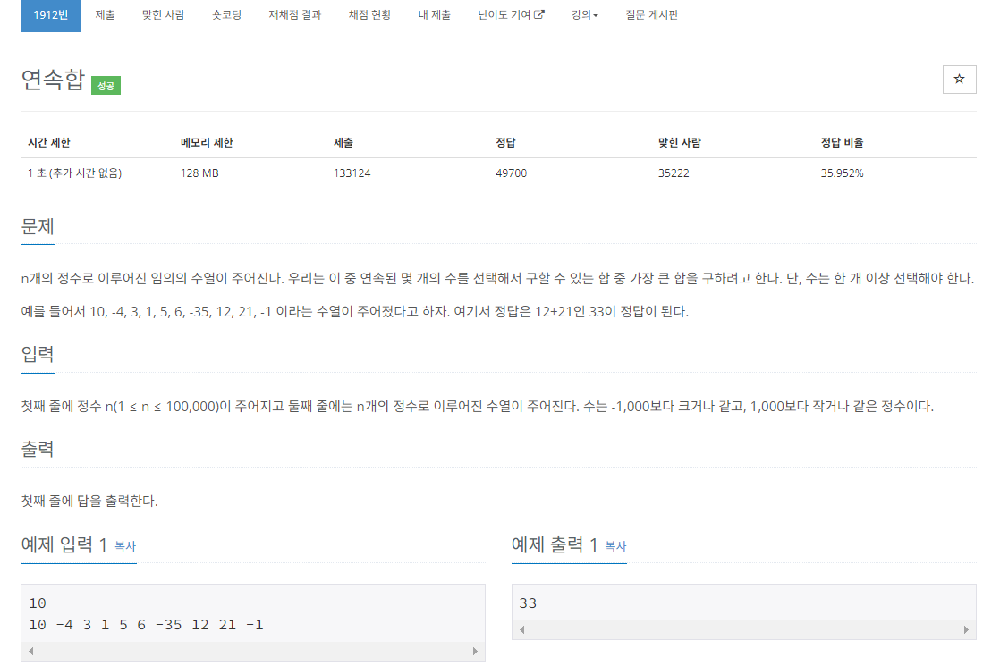 1912번 제출 맞힌 사람 숏코딩 재채점 결과 채점 현황 내 제출 난이도 기여 강의 질문 게시판
연속합 성공
시간 제한 메모리 제한 제출 정답 맞힌 사람 정답 비율
1 초 (추가 시간 없음) 128 MB 133124 49700 35222 35.952%
문제
n개의 정수로 이루어진 임의의 수열이 주어진다. 우리는 이 중 연속된 몇 개의 수를 선택해서 구할 수 있는 합 중 가장 큰 합을 구하려고 한다. 단, 수는 한 개 이상 선택해야 한다.
예를 들어서 10, -4, 3, 1, 5, 6, -35, 12, 21, -1 이라는 수열이 주어졌다고 하자. 여기서 정답은 12+21인 33이 정답이 된다.
입력
첫째 줄에 정수 n(1 ≤ n ≤ 100,000)이 주어지고 둘째 줄에는 n개의 정수로 이루어진 수열이 주어진다. 수는 -1,000보다 크거나 같고, 1,000보다 작거나 같은 정수이다.
출력
첫째 줄에 답을 출력한다.
예제 입력 1 복사
10
10 -4 3 1 5 6 -35 12 21 -1
예제 출력 1 복사
33